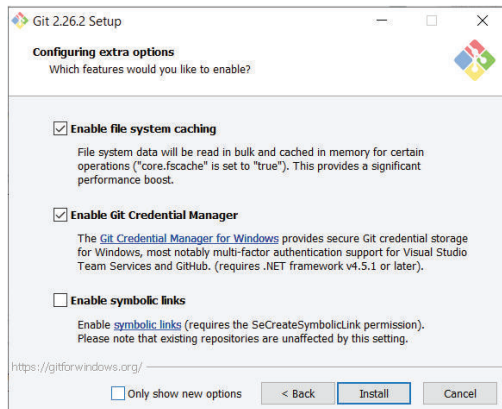 Git 2.26.2 Setup
Configuring extra options
Which features would you like to enable?
Enable file system caching
File system data will be read in bulk and cached in memory for certain
operations ("core.fscache" is set to "true"). This provides a significant
performance boost.
Enable Git Credential Manager
The Git Credential Manager for Windows provides secure Git credential storage
for Windows, most notably multi-factor authentication support for Visual Studio
Team Services and GitHub. (requires .NET framework v4.5.1 or later).
Enable symbolic links
Enable symbolic links (requires the SeCreateSymbolicLink permission).
Please note that existing repositories are unaffected by this setting.
https://gitforwindows.org/
Only show new options
< Back
Install
Cancel